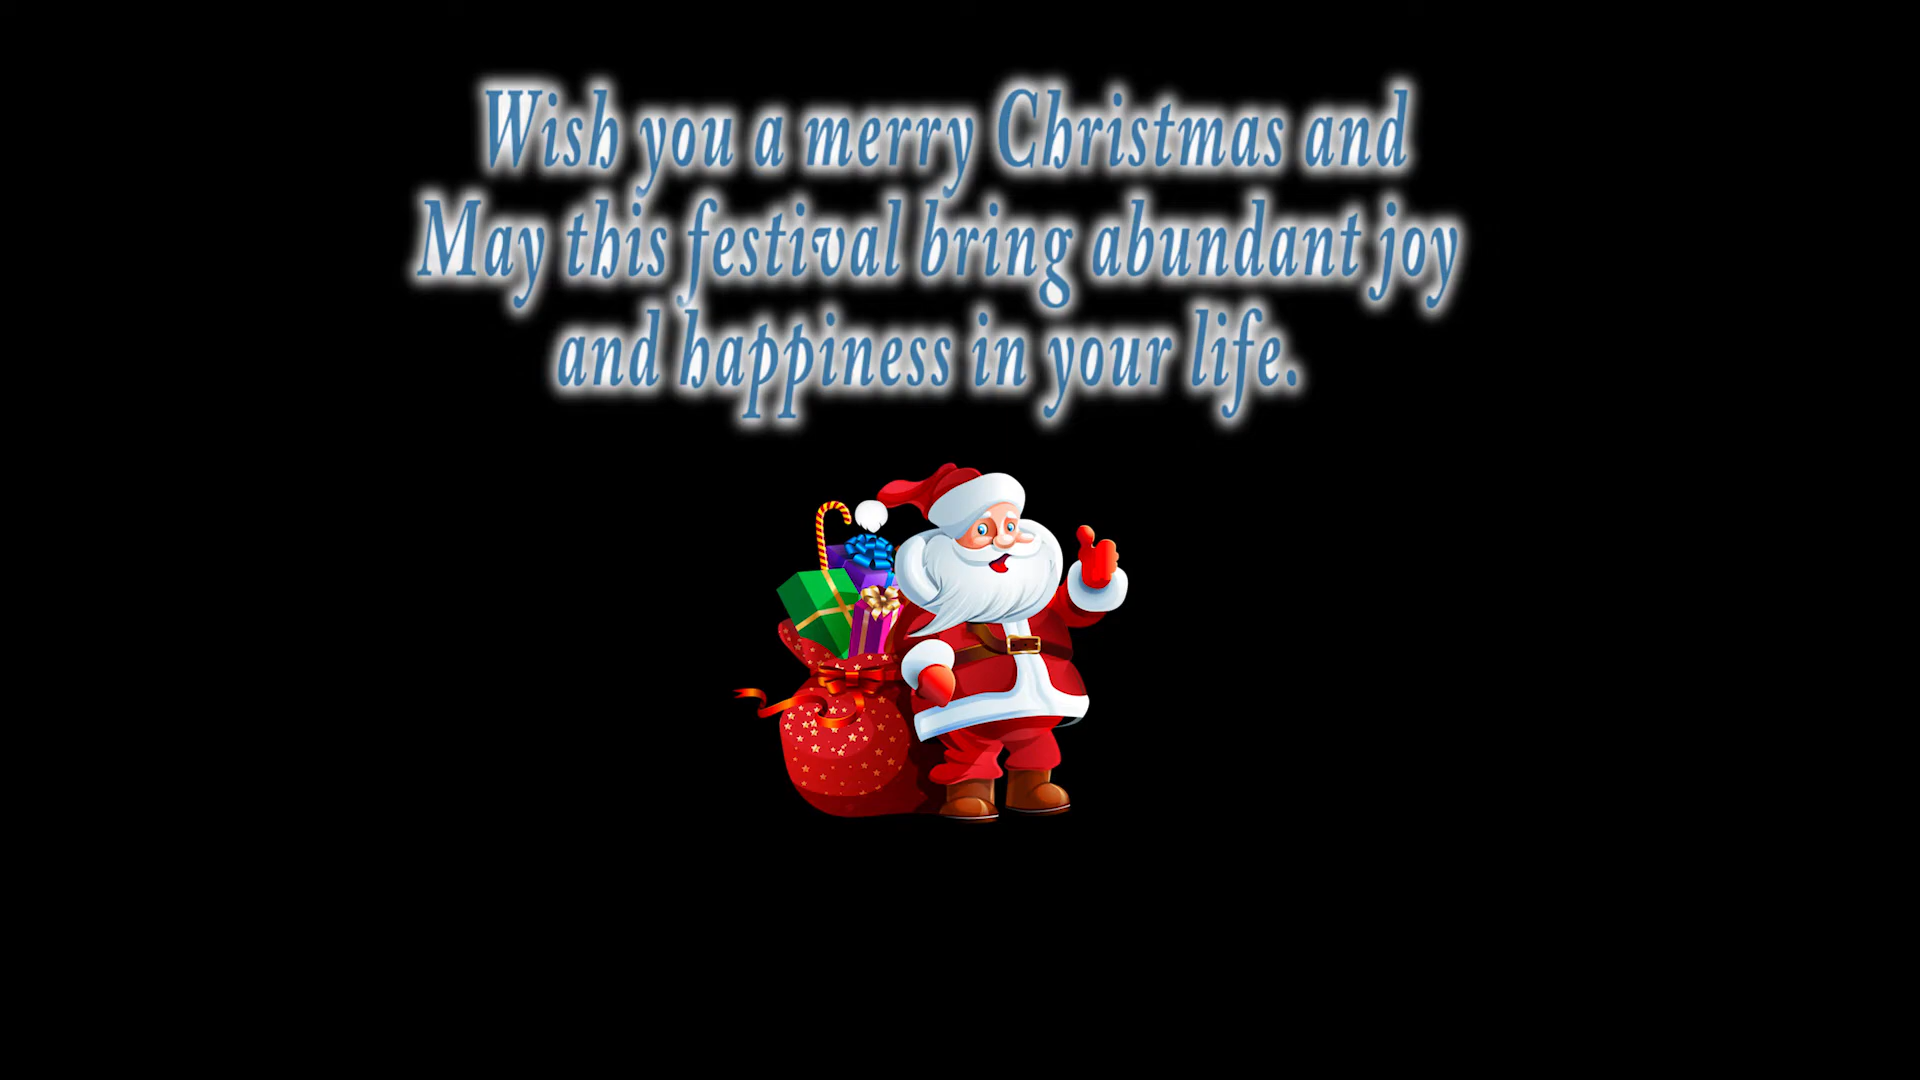 Wish you a merry Christmas and
May this festival bring abundant joy
and happiness in your life.